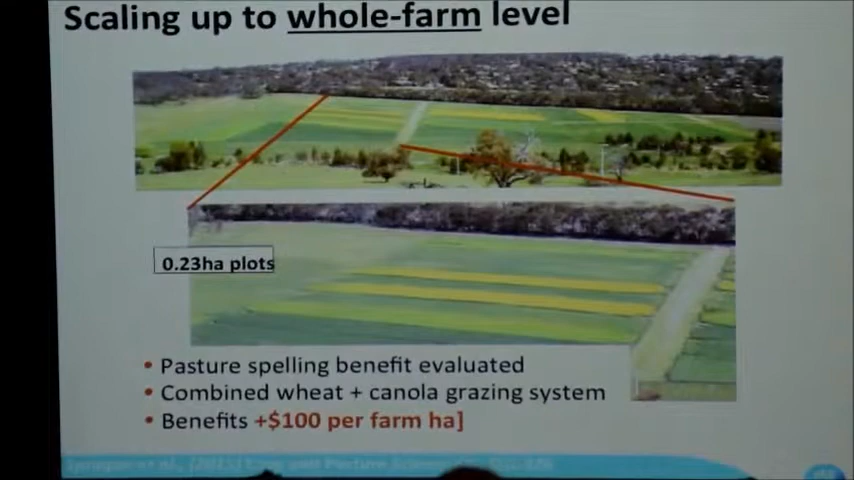 Scaling up to whole-farm level
0.23ha plots
• Pasture spelling benefit evaluated
• Combined wheat + canola grazing system
• Benefits +$100 per farm ha]